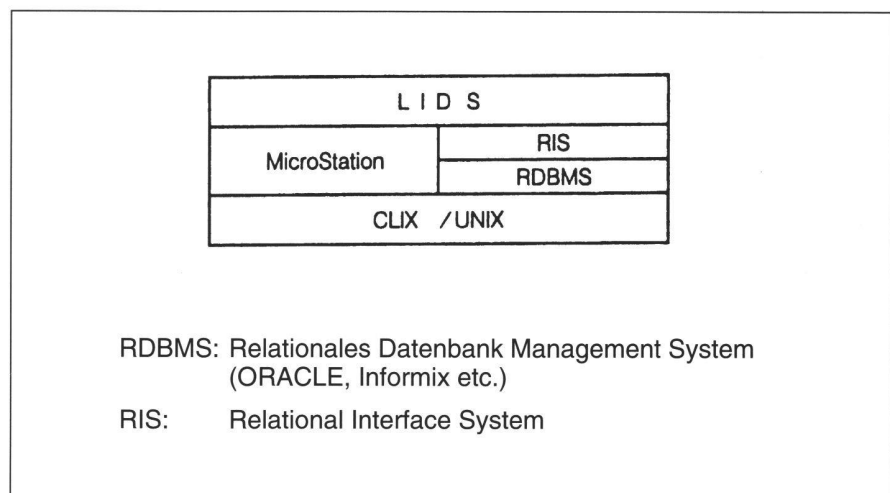 L I D S
MicroStation
RIS
RDBMS
CLIX /UNIX
RDBMS: Relationales Datenbank Management System
(ORACLE, Informix etc.)
RIS: Relational Interface System